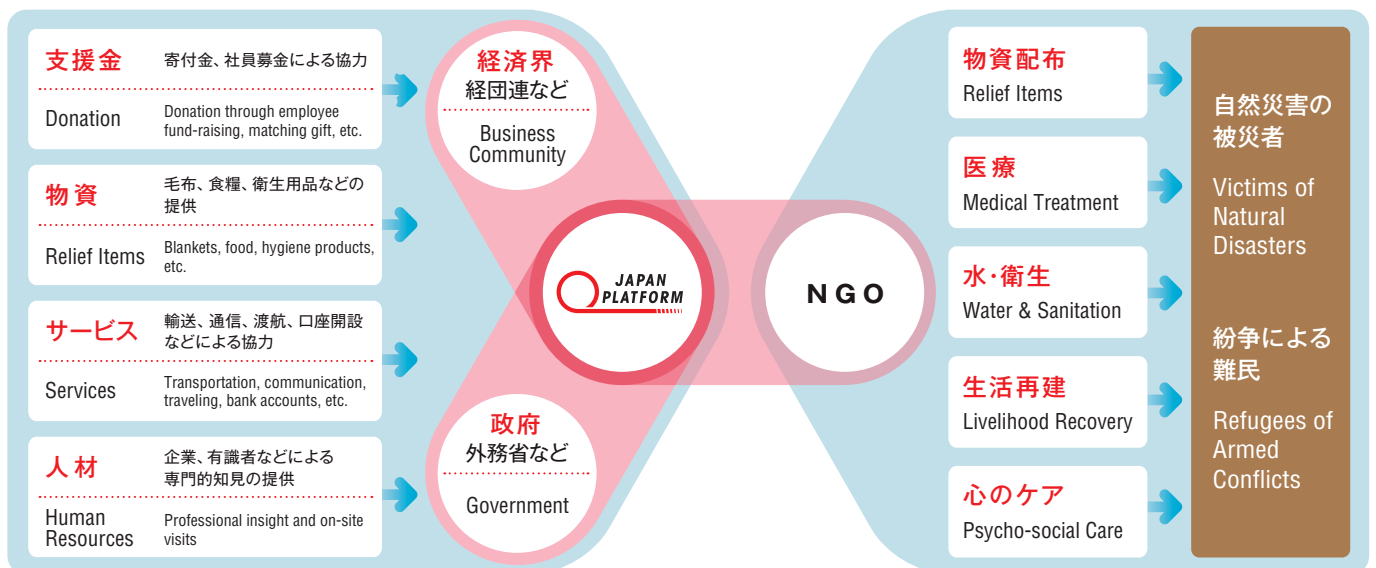 支援金
寄付金、社員募金による協力
Donation
Donation through employee
fund-raising, matching gift, etc.
物資
毛布、食糧、衛生用品などの
提供
Relief Items
Blankets, food, hygiene products,
etc.
サービス
輸送、通信、渡航、口座開設
などによる協力
Services
Transportation, communication,
traveling, bank accounts, etc.
人材
企業、有識者などによる
専門的知見の提供
Human
Resources
Professional insight and on-site
visits
経済界
経団連など
Business
Community
政府
外務省など
Government
JAPAN
PLATFORM
NGO
物資配布
Relief Items
医療
Medical Treatment
水・衛生
Water & Sanitation
生活再建
Livelihood Recovery
心のケア
Psycho-social Care
自然災害の
被災者
Victims of
Natural
Disasters
紛争による
難民
Refugees of
Armed
Conflicts